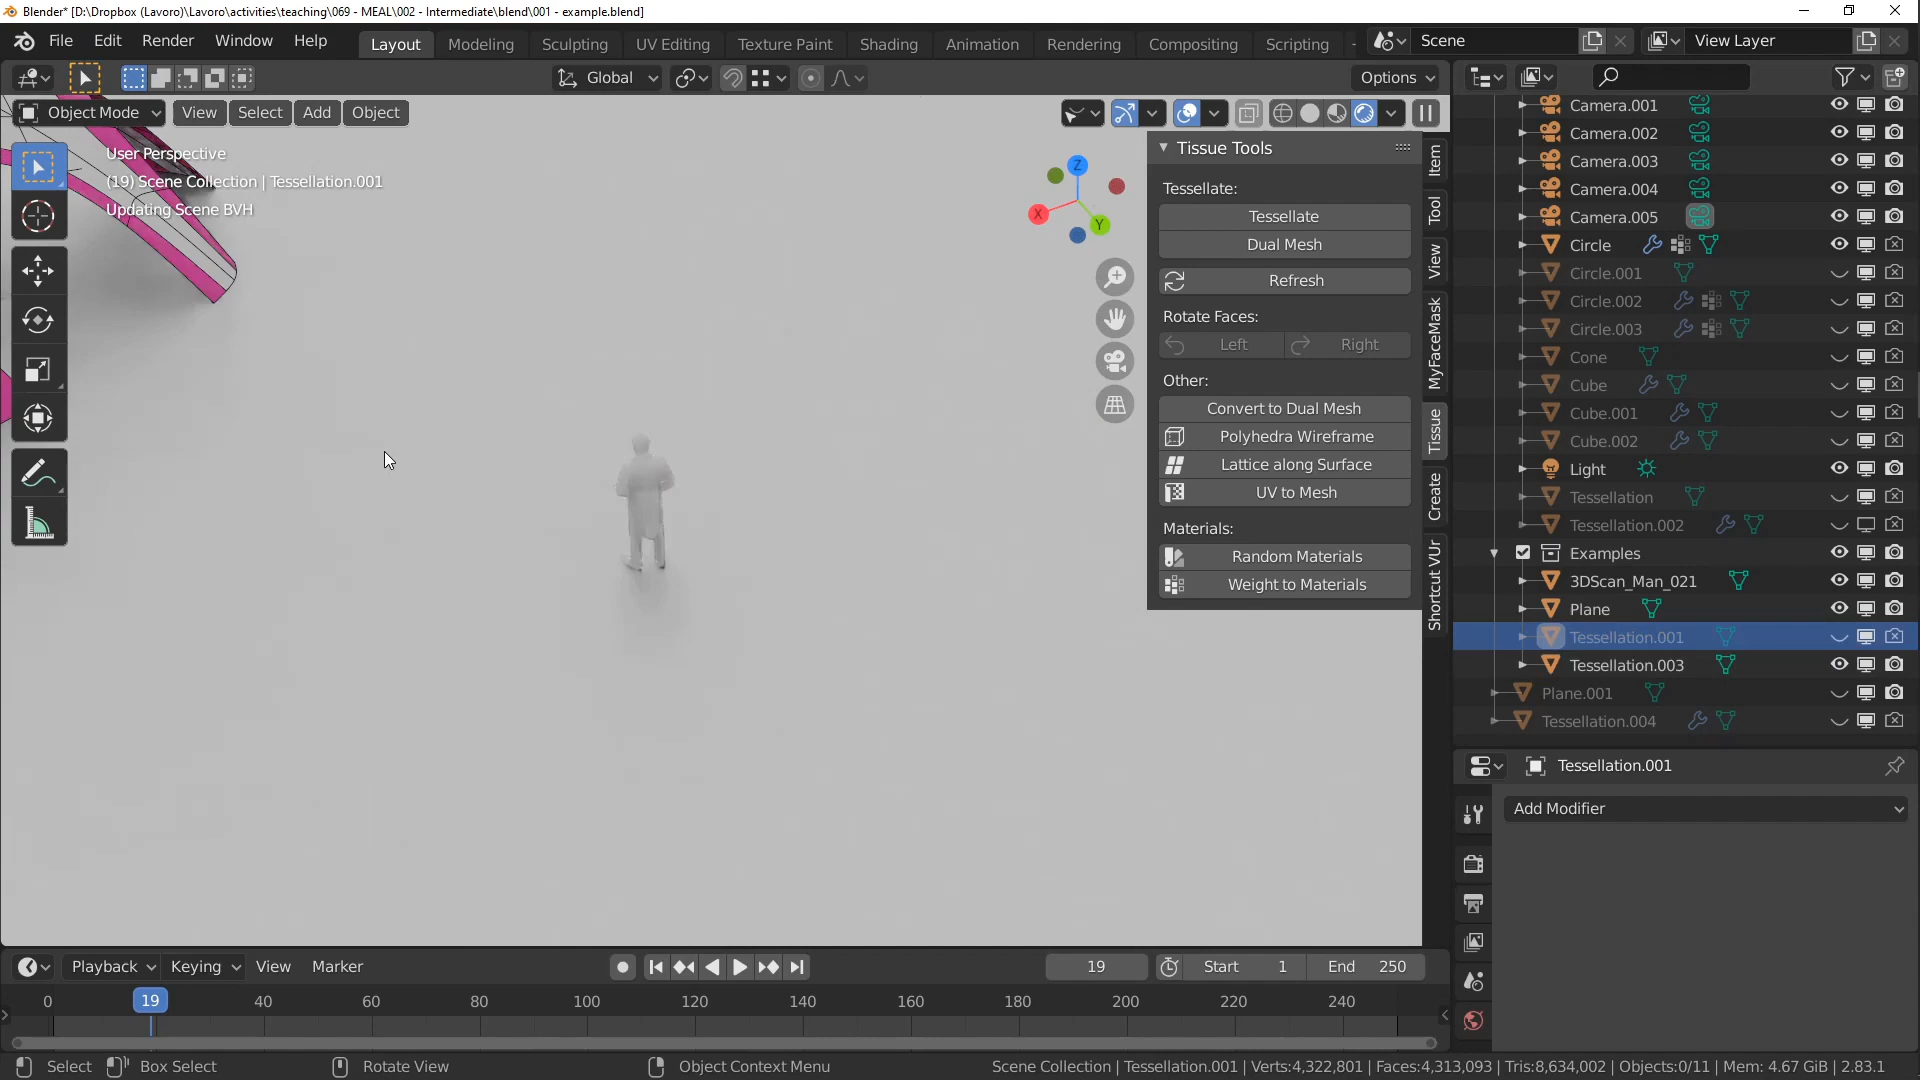 Blender* [D:\Dropbox (Lavoro)\Lavoro\activities\teaching\069 - MEAL\002 - Intermediate\blend\001 - example.blend]
File Edit Render Window Help Layout Modeling Sculpting UV Editing Texture Paint Shading Animation Rendering Compositing Scripting Scene View Layer
Global Options
Object Mode View Select Add Object
User Perspective
(19) Scene Collection | Tessellation.001
Updating Scene BVH
Z
X
Y
Tissue Tools
Tessellate:
Tessellate
Dual Mesh
Refresh
Rotate Faces:
Left Right
Other:
Convert to Dual Mesh
Polyhedra Wireframe
Lattice along Surface
UV to Mesh
Materials:
Random Materials
Weight to Materials
Item
Tool
View
MyFaceMask
Tissue
Create
Shortcut VUr
Camera.001
Camera.002
Camera.003
Camera.004
Camera.005
Circle
Circle.001
Circle.002
Circle.003
Cone
Cube
Cube.001
Cube.002
Light
Tessellation
Tessellation.002
Examples
3DScan_Man_021
Plane
Tessellation.001
Tessellation.003
Plane.001
Tessellation.004
Tessellation.001
Add Modifier
Playback Keying View Marker 19 Start 1 End 250
0 19 40 60 80 100 120 140 160 180 200 220 240
Select Box Select Rotate View Object Context Menu Scene Collection | Tessellation.001 | Verts:4,322,801 | Faces:4,313,093 | Tris:8,634,002 | Objects:0/11 | Mem: 4.67 GiB | 2.83.1